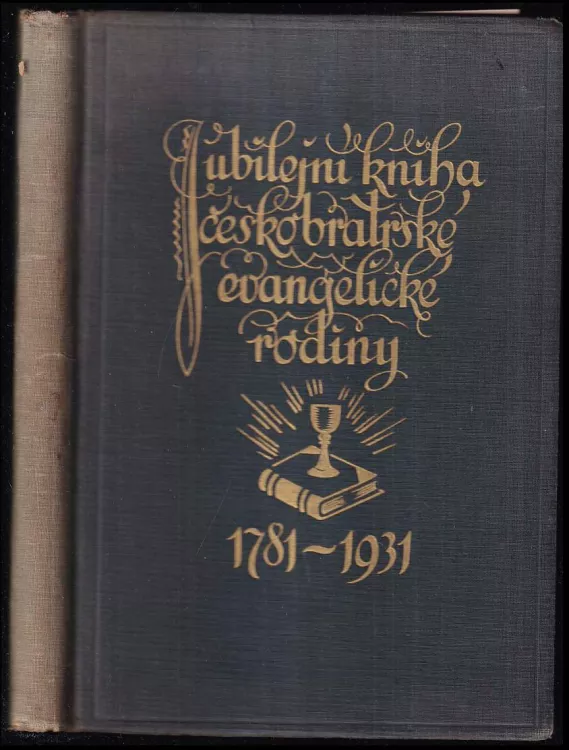 Jubilejní kniha
českobratrské
evangelické
rodiny
1781~1931